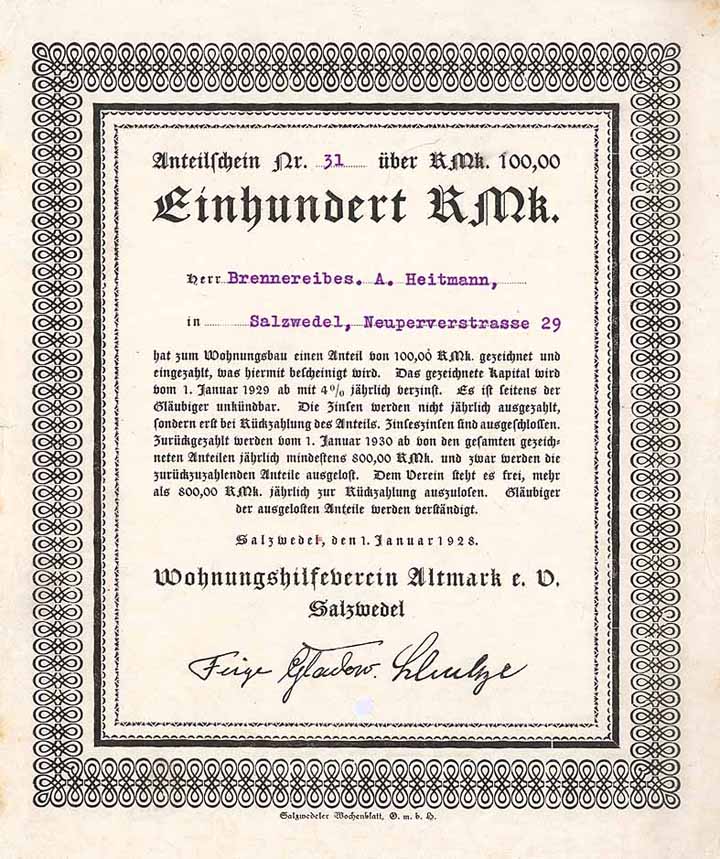 Anteilschein Nr. 31 über RMk. 100,00
Einhundert RMk.
Herr Brennereibes. A. Heitmann,
in Salzwedel, Neuperverstrasse 29
hat zum Wohnungsbau einen Anteil von 100,00 RMk. gezeichnet und
eingezahlt, was hiermit bescheinigt wird. Das gezeichnete Kapital wird
vom 1. Januar 1929 ab mit 4% jährlich verzinst. Es ist seitens der
Gläubiger unkündbar. Die Zinsen werden nicht jährlich ausgezahlt,
sondern erst bei Rückzahlung des Anteils. Zinseszinsen sind ausgeschlossen.
Zurückgezahlt werden vom 1. Januar 1930 ab von den gesamten gezeich-
neten Anteilen jährlich mindestens 800,00 RMk. und zwar werden die
zurückzuzahlenden Anteile ausgelost. Dem Verein steht es frei, mehr
als 800,00 RMk. jährlich zur Rückzahlung auszulosen. Gläubiger
der ausgelosten Anteile werden verständigt.
Salzwedel, den 1. Januar 1928.
Wohnungshilfeverein Altmark e. V.
Salzwedel
Gladow. Schultze
Salzwedeler Wochenblatt, G. m. b. H.